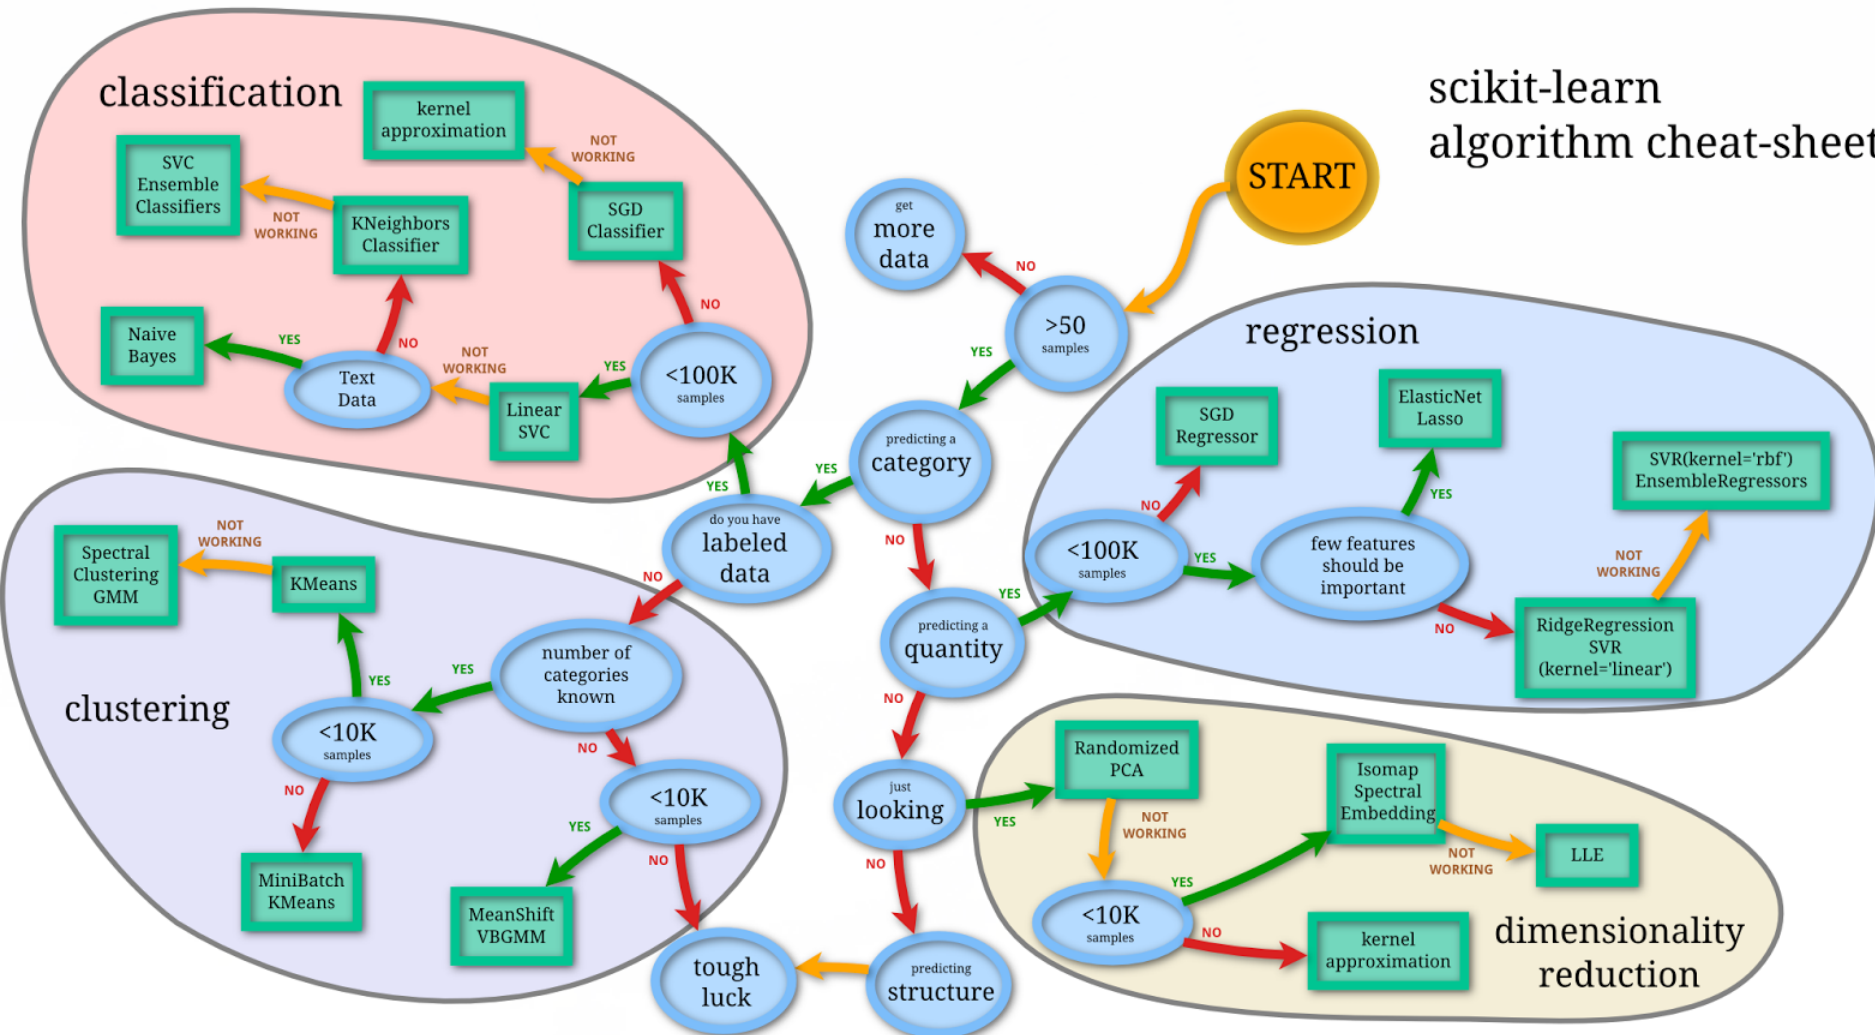 scikit-learn
algorithm cheat-sheet
START
get
more
data
NO
>50
samples
YES
predicting a
category
YES
NO
do you have
labeled
data
YES
NO
predicting a
quantity
YES
NO
just
looking
YES
NO
predicting
structure
tough
luck
classification
kernel
approximation
NOT
WORKING
SVC
Ensemble
Classifiers
NOT
WORKING
KNeighbors
Classifier
SGD
Classifier
NO
Naive
Bayes
YES
NO
Text
Data
NOT
WORKING
Linear
SVC
YES
<100K
samples
regression
SGD
Regressor
ElasticNet
Lasso
SVR(kernel='rbf')
EnsembleRegressors
NO
YES
<100K
samples
YES
few features
should be
important
NOT
WORKING
NO
RidgeRegression
SVR
(kernel='linear')
clustering
Spectral
Clustering
GMM
NOT
WORKING
KMeans
YES
number of
categories
known
YES
NO
<10K
samples
NO
MiniBatch
KMeans
<10K
samples
YES
NO
MeanShift
VBGMM
dimensionality
reduction
Randomized
PCA
NOT
WORKING
Isomap
Spectral
Embedding
NOT
WORKING
LLE
YES
<10K
samples
NO
kernel
approximation